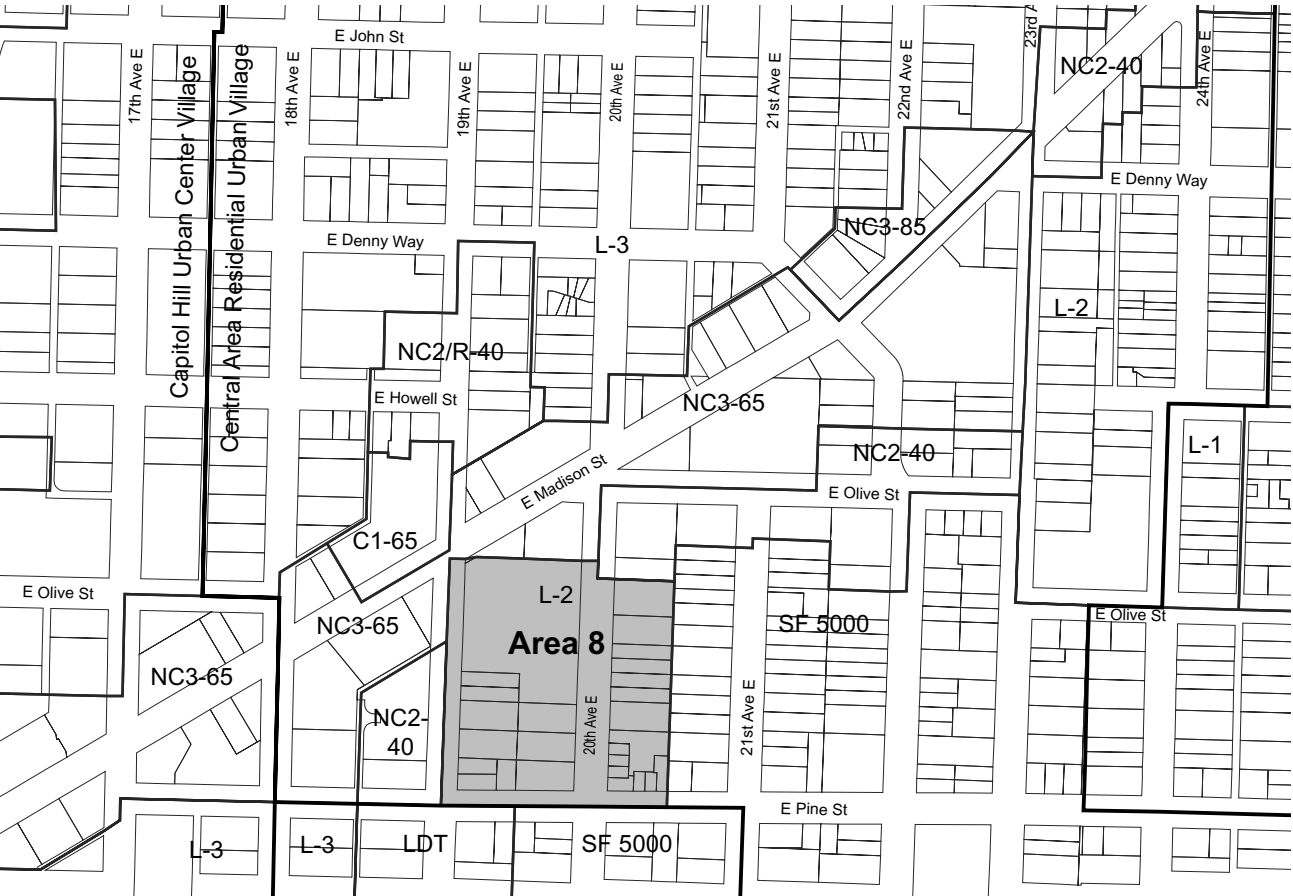 E John St
17th Ave E
Capitol Hill Urban Center Village
Central Area Residential Urban Village
18th Ave E
19th Ave E
20th Ave E
21st Ave E
22nd Ave E
23rd A
NC2-40
24th Ave E
E Denny Way
NC3-85
E Denny Way
L-3
L-2
NC2/R-40
E Howell St
NC3-65
L-1
NC2-40
E Madison St
E Olive St
C1-65
E Olive St
L-2
Area 8
NC3-65
SF 5000
E Olive St
NC3-65
NC2-
40
20th Ave E
21st Ave E
E Pine St
L-3
L-3
LDT
SF 5000